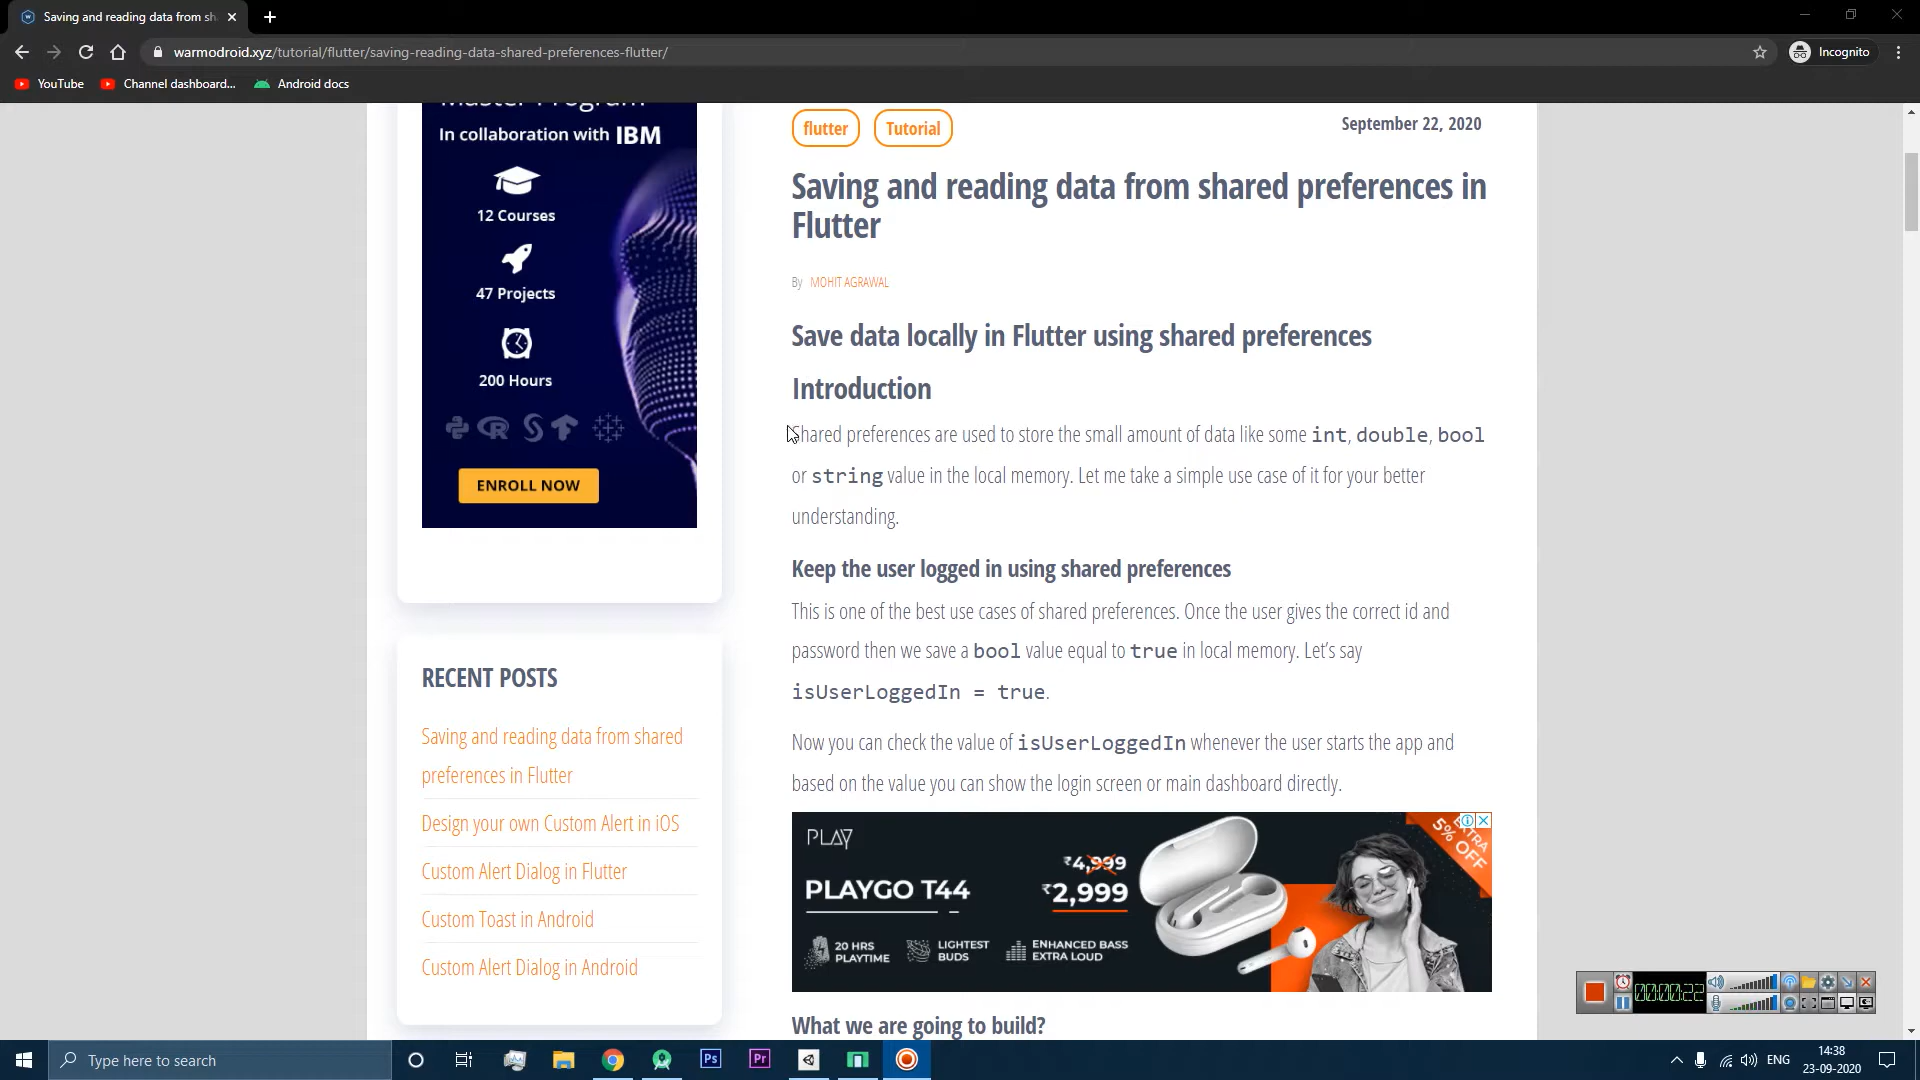 Saving and reading data from sh
warmodroid.xyz/tutorial/flutter/saving-reading-data-shared-preferences-flutter/
Incognito
YouTube
Channel dashboard...
Android docs
Master Program
In collaboration with IBM
12 Courses
47 Projects
200 Hours
ENROLL NOW
flutter
Tutorial
September 22, 2020
Saving and reading data from shared preferences in
Flutter
By MOHIT AGRAWAL
Save data locally in Flutter using shared preferences
Introduction
Shared preferences are used to store the small amount of data like some int, double, bool
or string value in the local memory. Let me take a simple use case of it for your better
understanding.
Keep the user logged in using shared preferences
This is one of the best use cases of shared preferences. Once the user gives the correct id and
password then we save a bool value equal to true in local memory. Let’s say
isUserLoggedIn = true.
Now you can check the value of isUserLoggedIn whenever the user starts the app and
based on the value you can show the login screen or main dashboard directly.
PLAY
PLAYGO T44
₹4,999
₹2,999
20 HRS
PLAYTIME
LIGHTEST
BUDS
ENHANCED BASS
EXTRA LOUD
EXTRA
5% OFF
What we are going to build?
RECENT POSTS
Saving and reading data from shared
preferences in Flutter
Design your own Custom Alert in iOS
Custom Alert Dialog in Flutter
Custom Toast in Android
Custom Alert Dialog in Android
00:00:22
Type here to search
Ps
Pr
ENG
14:38
23-09-2020